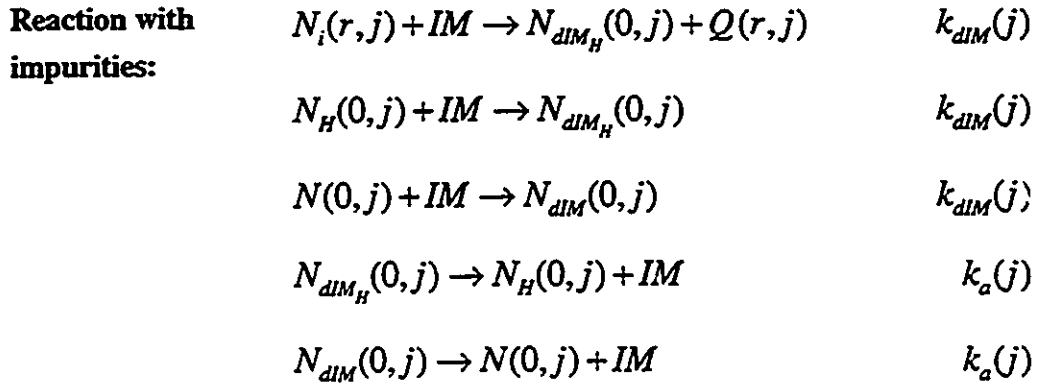 Reaction with N_i(r,j)+IM → N_{dIM_H}(0,j)+Q(r,j) k_{dIM}(j)
impurities:
N_H(0,j)+IM → N_{dIM_H}(0,j) k_{dIM}(j)
N(0,j)+IM → N_{dIM}(0,j) k_{dIM}(j)
N_{dIM_H}(0,j) → N_H(0,j)+IM k_a(j)
N_{dIM}(0,j) → N(0,j)+IM k_a(j)